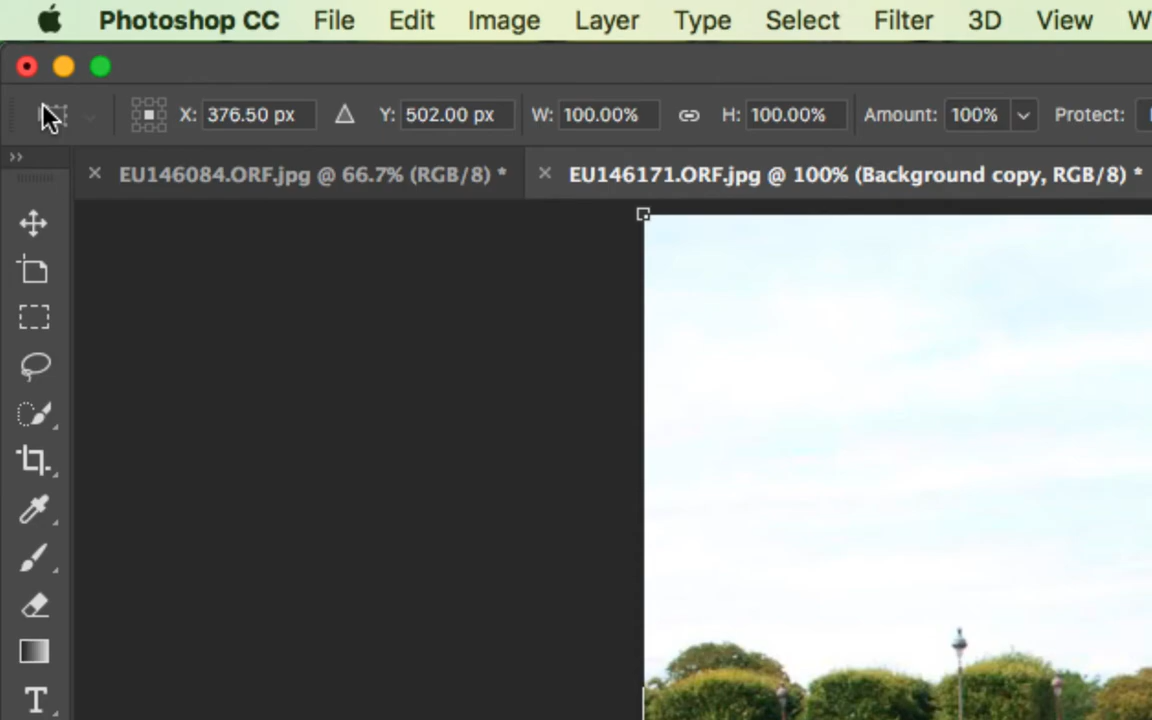 Photoshop CC File Edit Image Layer Type Select Filter 3D View W
X: 376.50 px Y: 502.00 px W: 100.00% H: 100.00% Amount: 100% Protect:
EU146084.ORF.jpg @ 66.7% (RGB/8) * EU146171.ORF.jpg @ 100% (Background copy, RGB/8) *